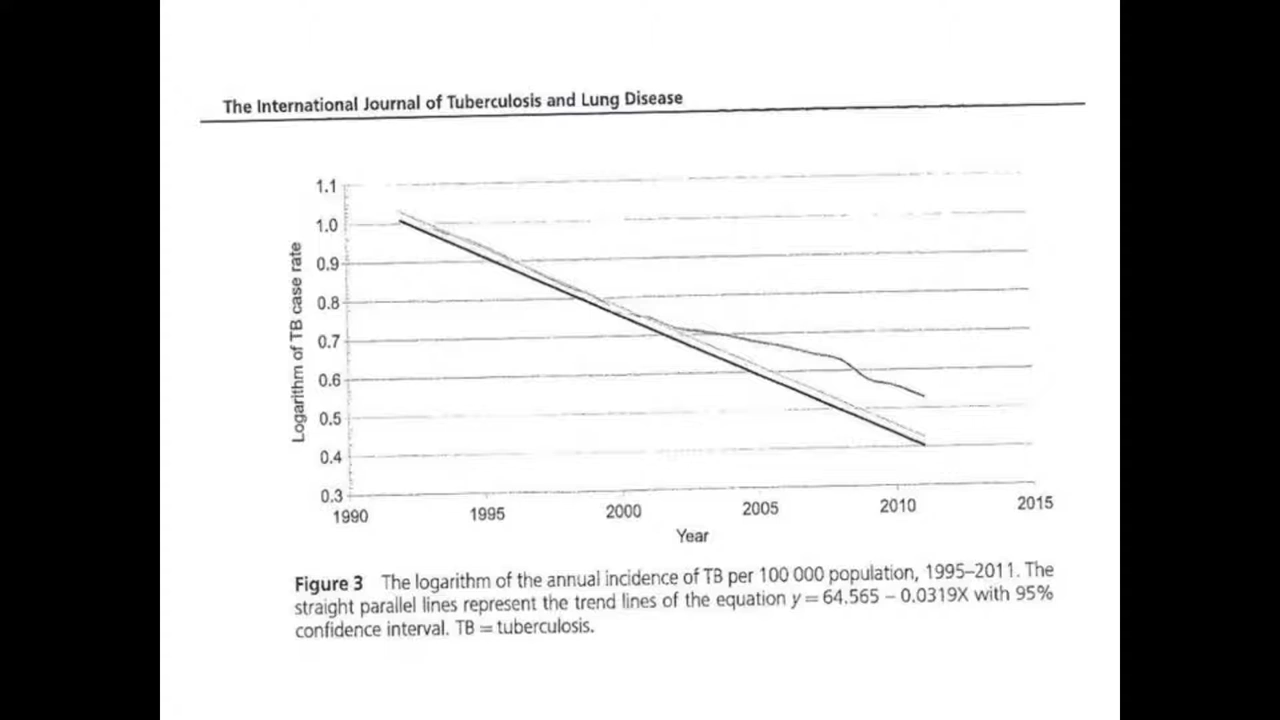 The International Journal of Tuberculosis and Lung Disease
1.1
1.0
0.9
0.8
0.7
0.6
0.5
0.4
0.3
Logarithm of TB case rate
1990 1995 2000 2005 2010 2015
Year
Figure 3 The logarithm of the annual incidence of TB per 100 000 population, 1995–2011. The
straight parallel lines represent the trend lines of the equation y = 64.565 – 0.0319X with 95%
confidence interval. TB = tuberculosis.